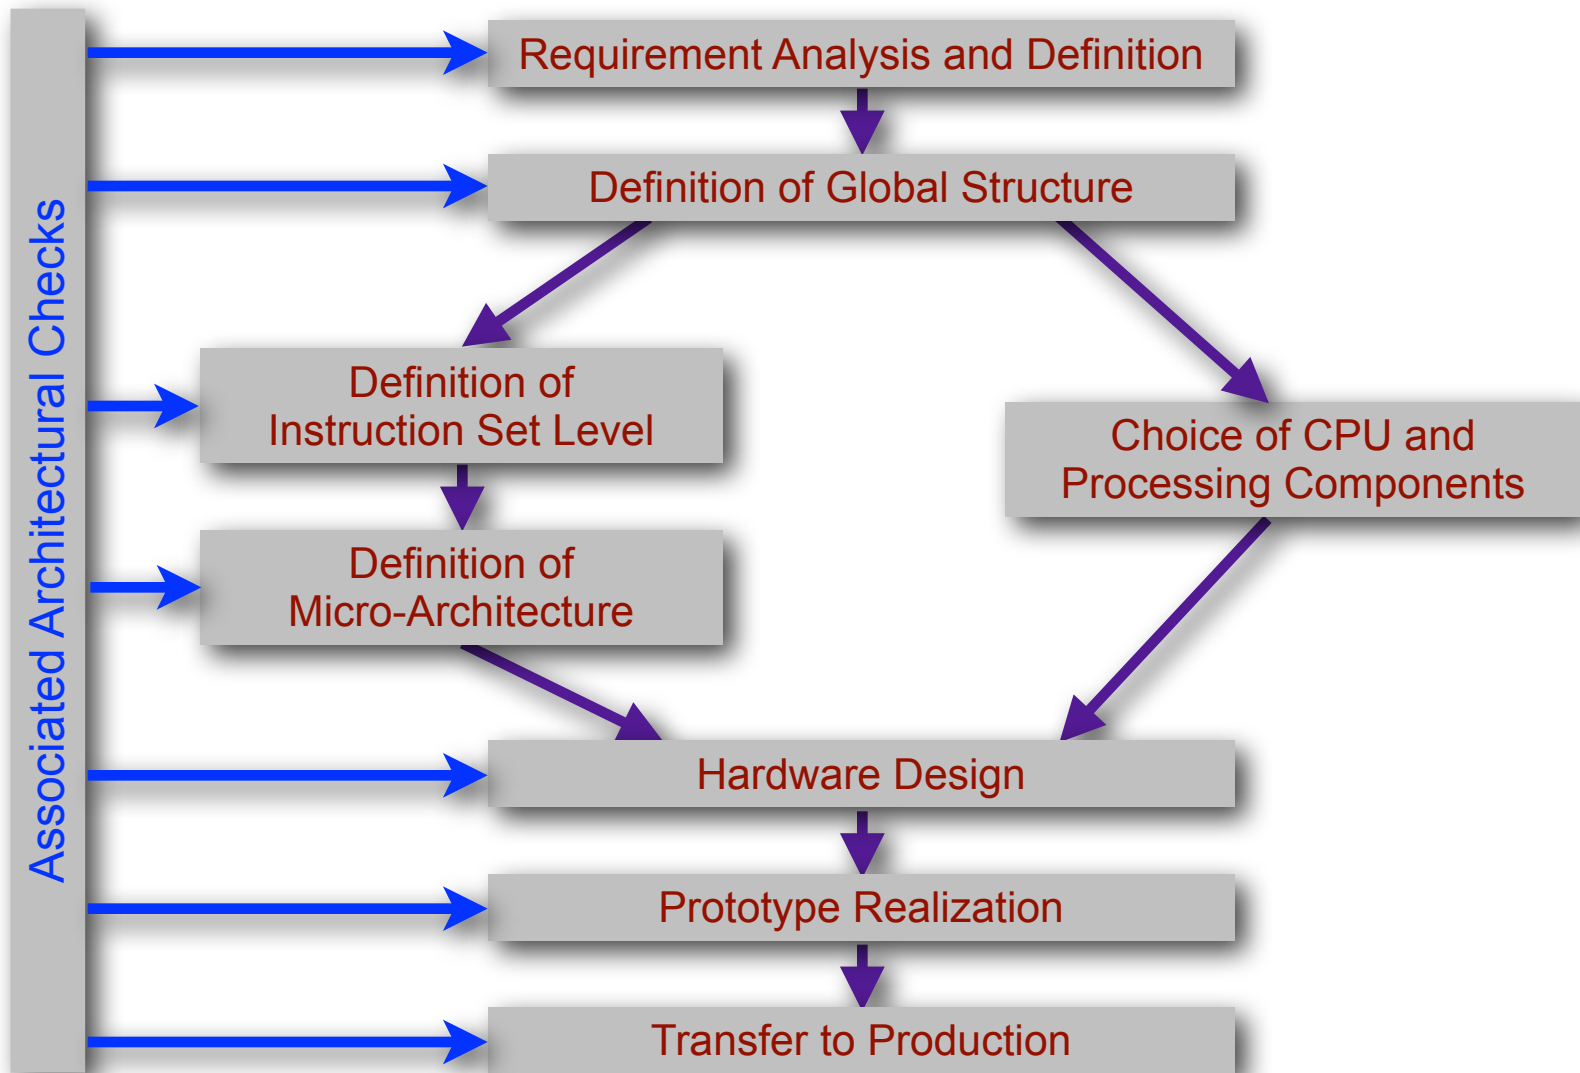 Associated Architectural Checks
Requirement Analysis and Definition
Definition of Global Structure
Definition of
Instruction Set Level
Choice of CPU and
Processing Components
Definition of
Micro-Architecture
Hardware Design
Prototype Realization
Transfer to Production